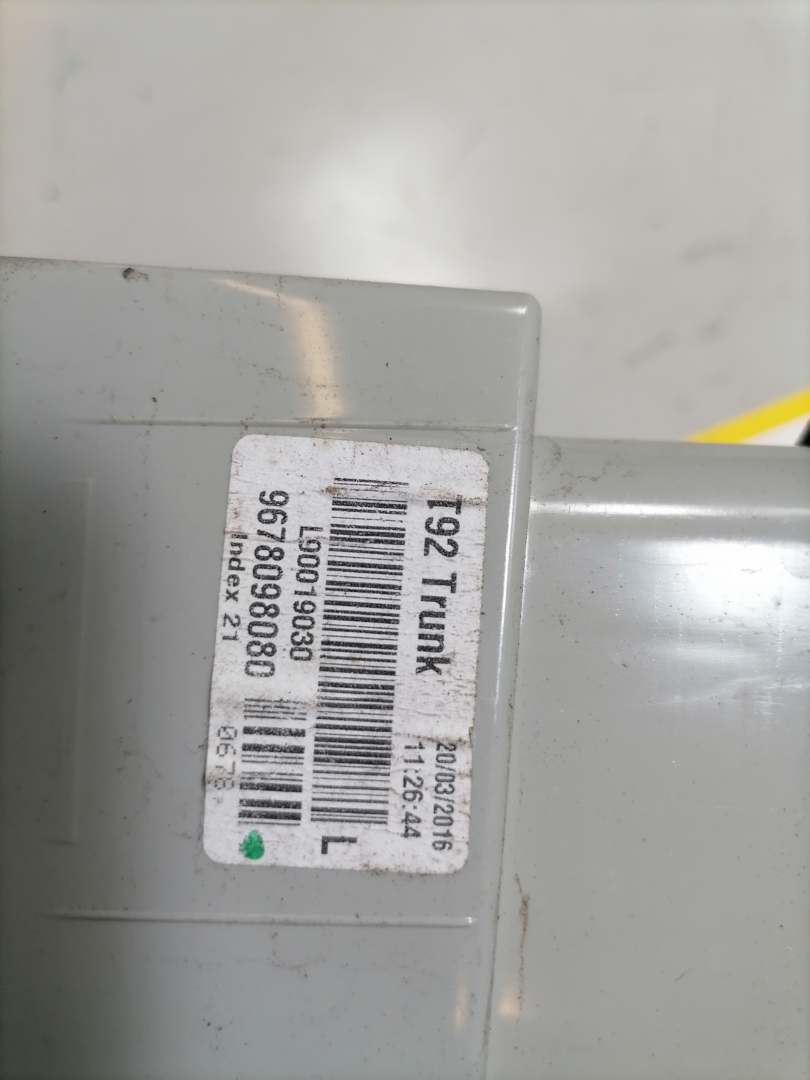 T92 Trunk
20/03/2016
11:26:44
L
L90019030
9678098080
Index 21
0678